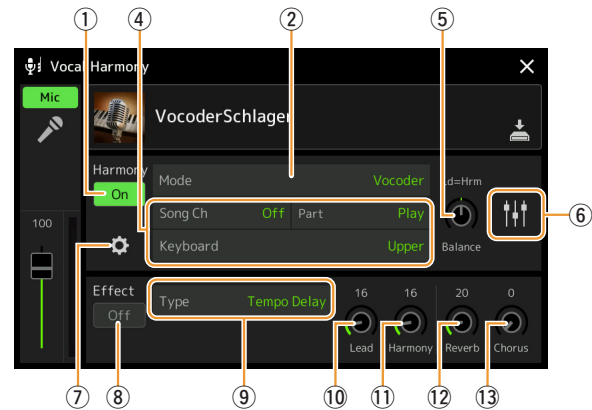 ① ④ ② ⑤
Vocal Harmony
Mic
VocoderSchlager
Harmony
On
Mode Vocoder
Song Ch Off Part Play
Keyboard Upper
Ld=Hrm
Balance
⑥
100
Effect
Off
Type Tempo Delay
16 16 20 0
Lead Harmony Reverb Chorus
⑦ ⑧ ⑨ ⑩ ⑪ ⑫ ⑬